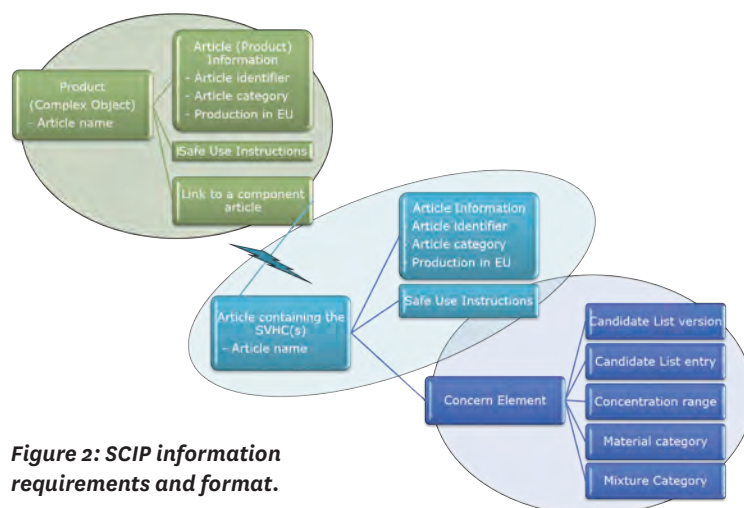 Product
(Complex Object)
- Article name
Article (Product)
Information
- Article identifier
- Article category
- Production in EU
Safe Use Instructions
Link to a component
article
Article containing the
SVHC(s)
- Article name
Article Information
Article identifier
- Article category
- Production in EU
Safe Use Instructions
Concern Element
Candidate List version
Candidate List entry
Concentration range
Material category
Mixture Category
Figure 2: SCIP information
requirements and format.